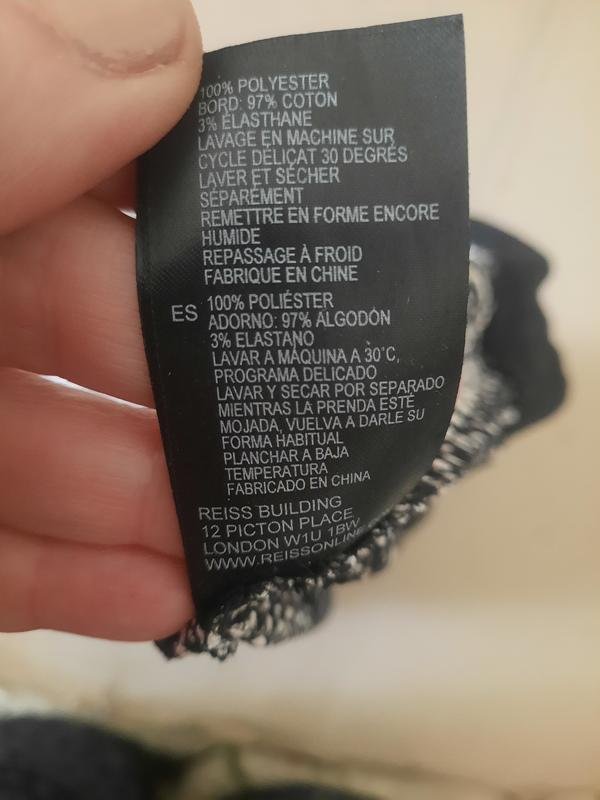 100% POLYESTER
BORD: 97% COTON
3% ÉLASTHANE
LAVAGE EN MACHINE SUR
CYCLE DÉLICAT 30 DEGRÉS
LAVER ET SÉCHER
SÉPARÉMENT
REMETTRE EN FORME ENCORE
HUMIDE
REPASSAGE À FROID
FABRIQUE EN CHINE
ES 100% POLIÉSTER
ADORNO: 97% ALGODÓN
3% ELASTANO
LAVAR A MÁQUINA A 30°C,
PROGRAMA DELICADO
LAVAR Y SECAR POR SEPARADO
MIENTRAS LA PRENDA ESTÉ
MOJADA, VUELVA A DARLE SU
FORMA HABITUAL
PLANCHAR A BAJA
TEMPERATURA
FABRICADO EN CHINA
REISS BUILDING
12 PICTON PLACE
LONDON W1U 1BW
WWW.REISSONLINE